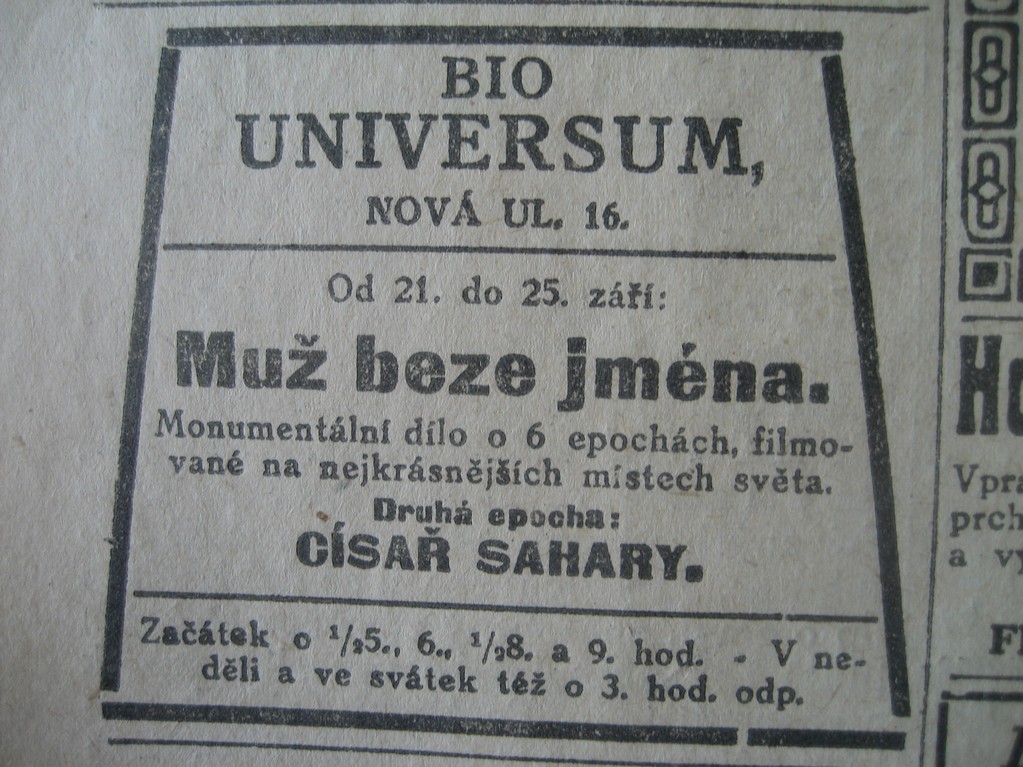 BIO
UNIVERSUM,
NOVÁ UL. 16.
Od 21. do 25. září:
Muž beze jména.
Monumentální dílo o 6 epochách, filmo-
vané na nejkrásnějších místech světa.
Druhá epocha:
CÍSAŘ SAHARY.
Začátek o 1/25., 6., 1/28. a 9. hod. - V ne-
děli a ve svátek též o 3. hod. odp.